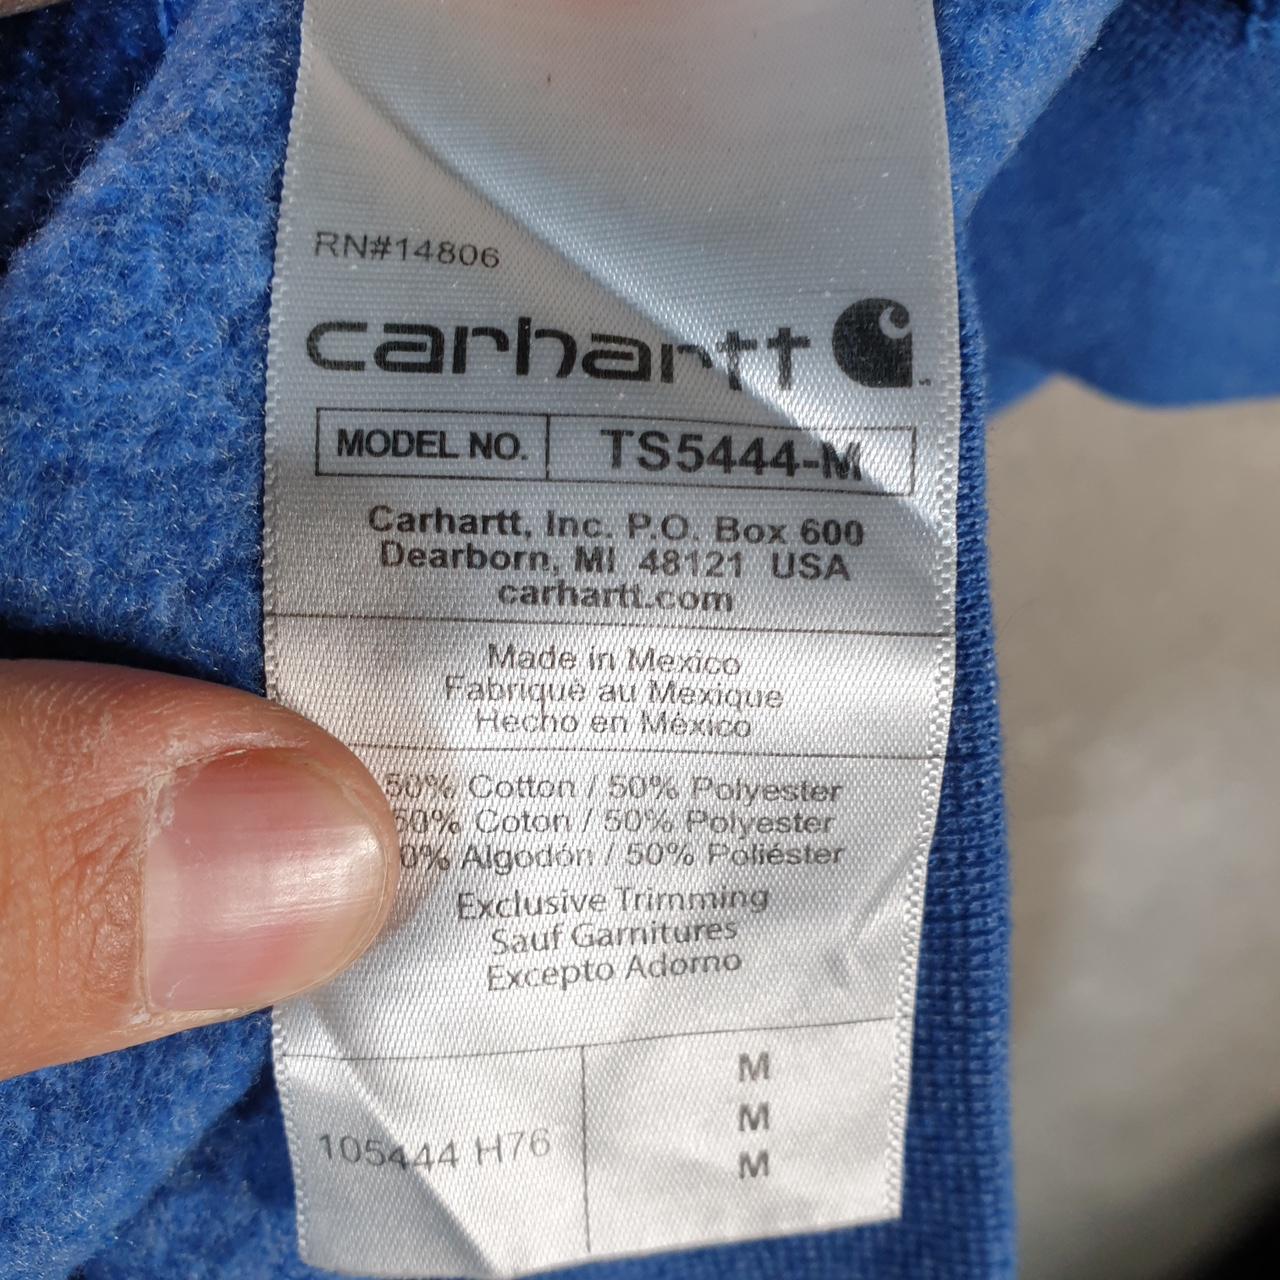 RN#14806
carhartt
MODEL NO. TS5444-M
Carhartt, Inc. P.O. Box 600
Dearborn, MI 48121 USA
carhartt.com
Made in Mexico
Fabriqué au Mexique
Hecho en México
50% Cotton / 50% Polyester
50% Coton / 50% Polyester
0% Algodón / 50% Poliéster
Exclusive Trimming
Sauf Garnitures
Excepto Adorno
105444 H76
M
M
M